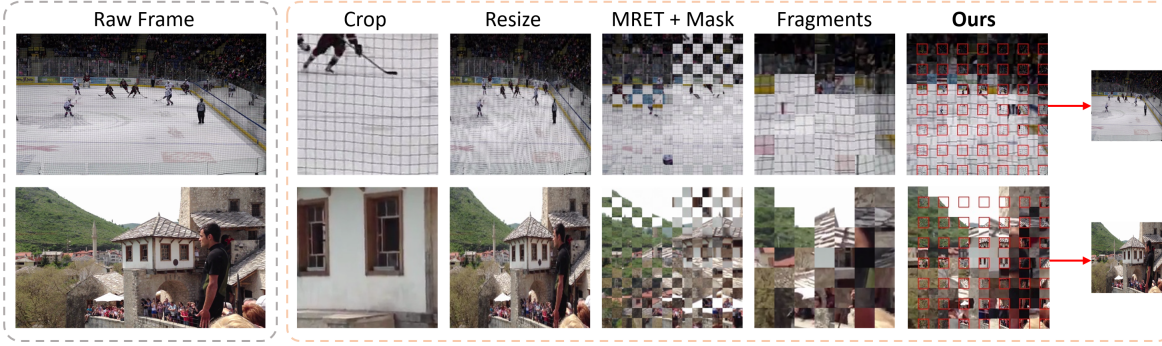 Raw Frame
Crop
Resize
MRET + Mask
Fragments
Ours